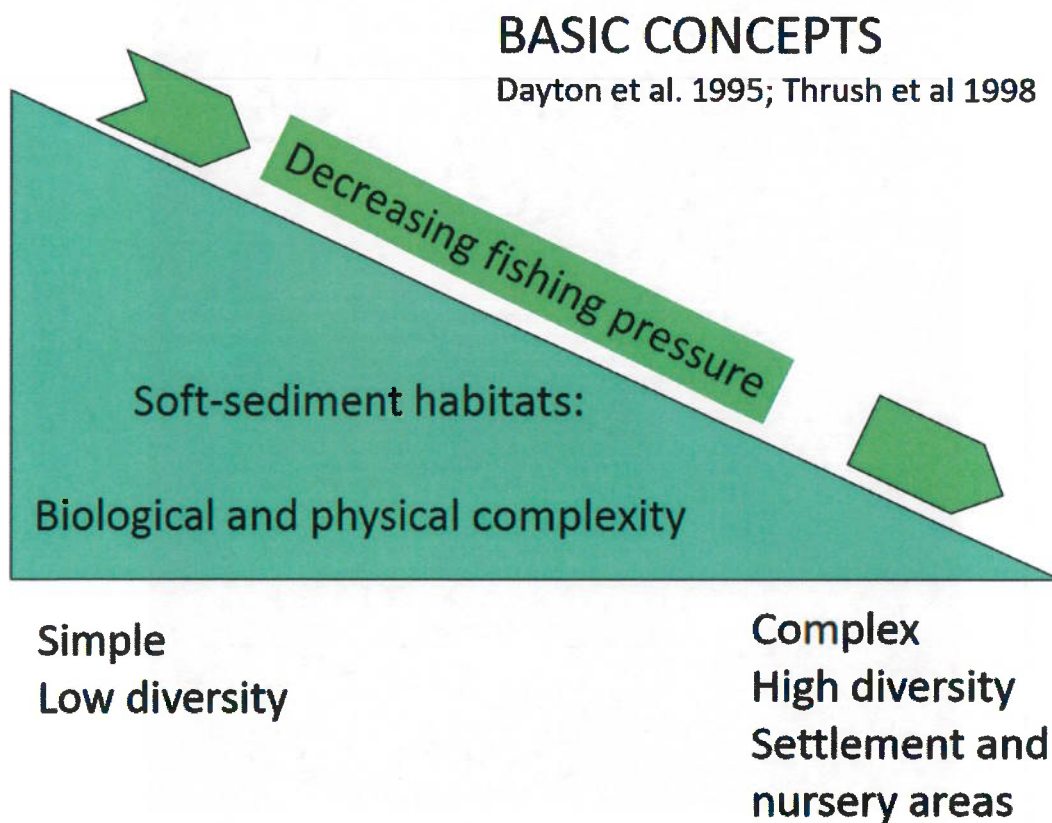 BASIC CONCEPTS
Dayton et al. 1995; Thrush et al 1998
Decreasing fishing pressure
Soft-sediment habitats:
Biological and physical complexity
Simple
Low diversity
Complex
High diversity
Settlement and
nursery areas